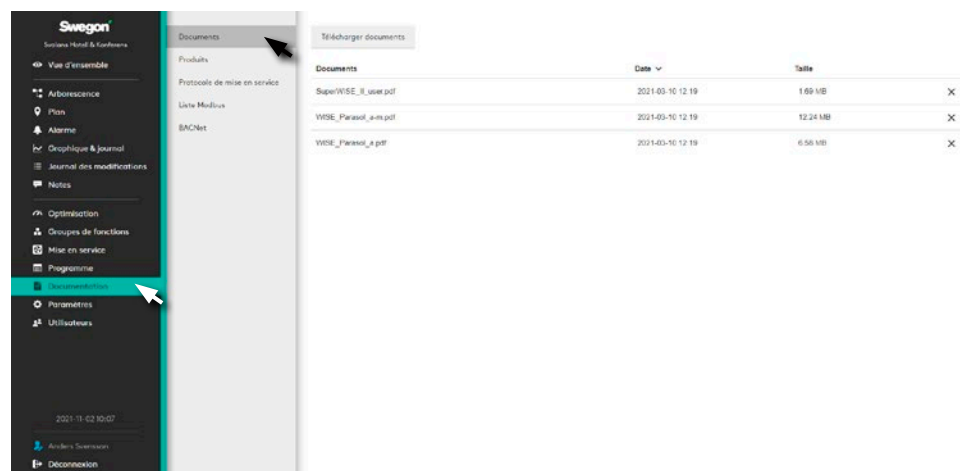 Swegon
Svalans Hotell & Konferens
Vue d'ensemble
Arborescence
Plan
Alarme
Graphique & journal
Journal des modifications
Notes
Optimisation
Groupes de fonctions
Mise en service
Programme
Documentation
Paramètres
Utilisateurs
2021-11-02 10:07
Anders Svensson
Déconnexion
Documents
Produits
Protocole de mise en service
Liste Modbus
BACNet
Télécharger documents
Documents Date Taille
SuperWISE_II_user.pdf 2021-03-10 12:19 1.69 MB
WISE_Parasol_a-m.pdf 2021-03-10 12:19 12.24 MB
WISE_Parasol_a.pdf 2021-03-10 12:19 6.58 MB